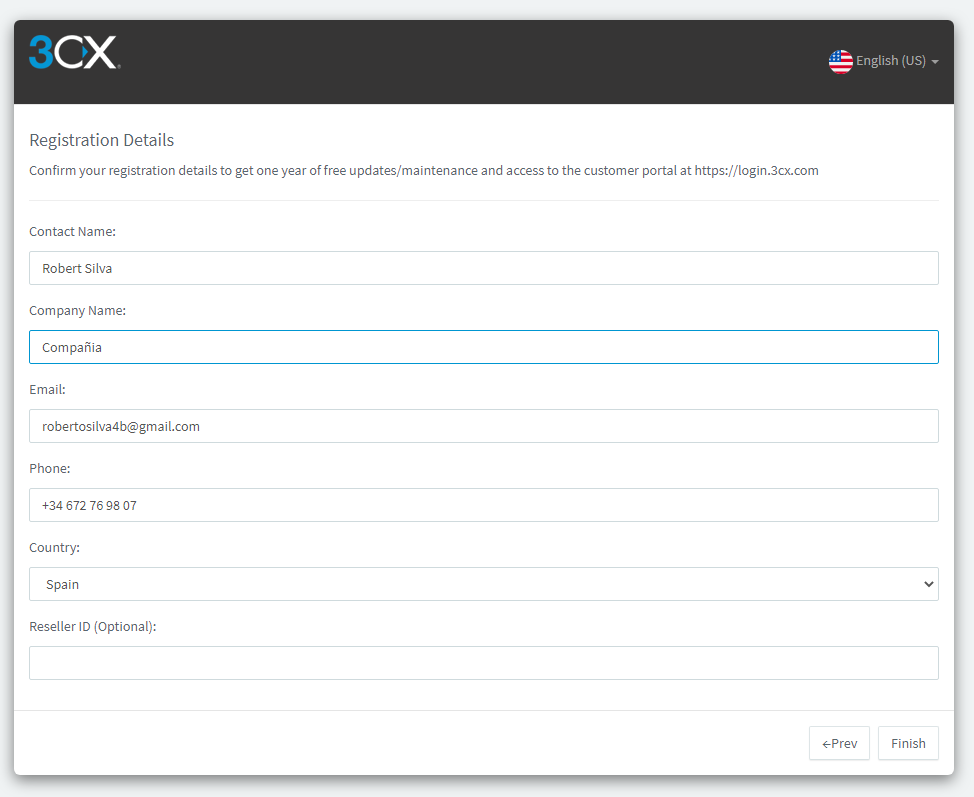 3CX
English (US)
Registration Details
Confirm your registration details to get one year of free updates/maintenance and access to the customer portal at https://login.3cx.com
Contact Name:
Robert Silva
Company Name:
Compañia
Email:
robertosilva4b@gmail.com
Phone:
+34 672 76 98 07
Country:
Spain
Reseller ID (Optional):
←Prev Finish